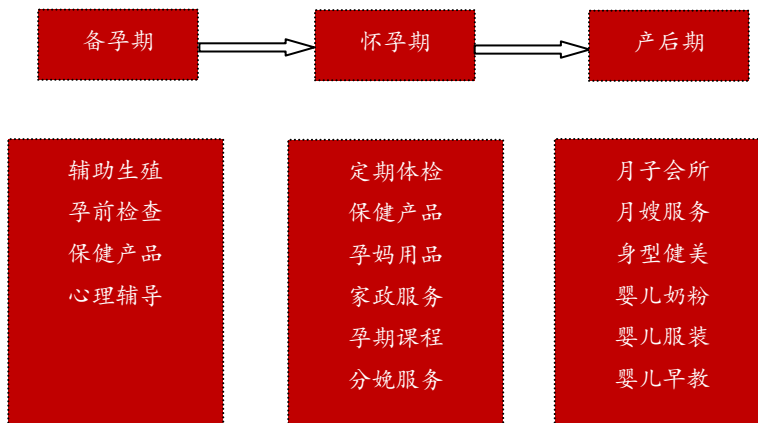 备孕期
怀孕期
产后期
辅助生殖
孕前检查
保健产品
心理辅导
定期体检
保健产品
孕妈用品
家政服务
孕期课程
分娩服务
月子会所
月嫂服务
身型健美
婴儿奶粉
婴儿服装
婴儿早教